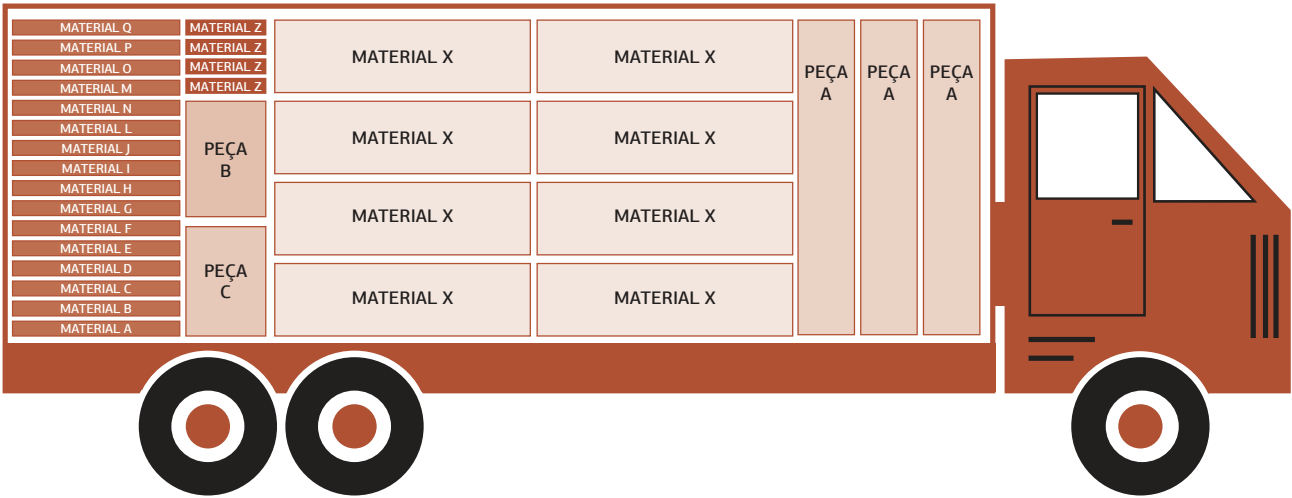 MATERIAL Q
MATERIAL P
MATERIAL O
MATERIAL M
MATERIAL N
MATERIAL L
MATERIAL J
MATERIAL I
MATERIAL H
MATERIAL G
MATERIAL F
MATERIAL E
MATERIAL D
MATERIAL C
MATERIAL B
MATERIAL A
MATERIAL Z
MATERIAL Z
MATERIAL Z
MATERIAL Z
PEÇA
B
PEÇA
C
MATERIAL X
MATERIAL X
MATERIAL X
MATERIAL X
MATERIAL X
MATERIAL X
MATERIAL X
MATERIAL X
PEÇA
A
PEÇA
A
PEÇA
A